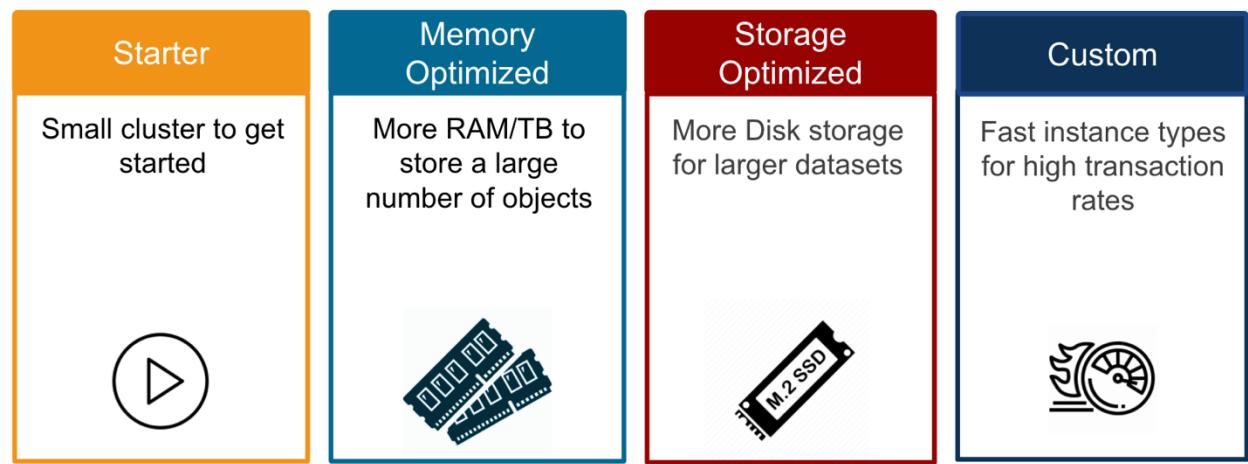 Starter
Small cluster to get
started
Memory
Optimized
More RAM/TB to
store a large
number of objects
Storage
Optimized
More Disk storage
for larger datasets
M.2 SSD
Custom
Fast instance types
for high transaction
rates